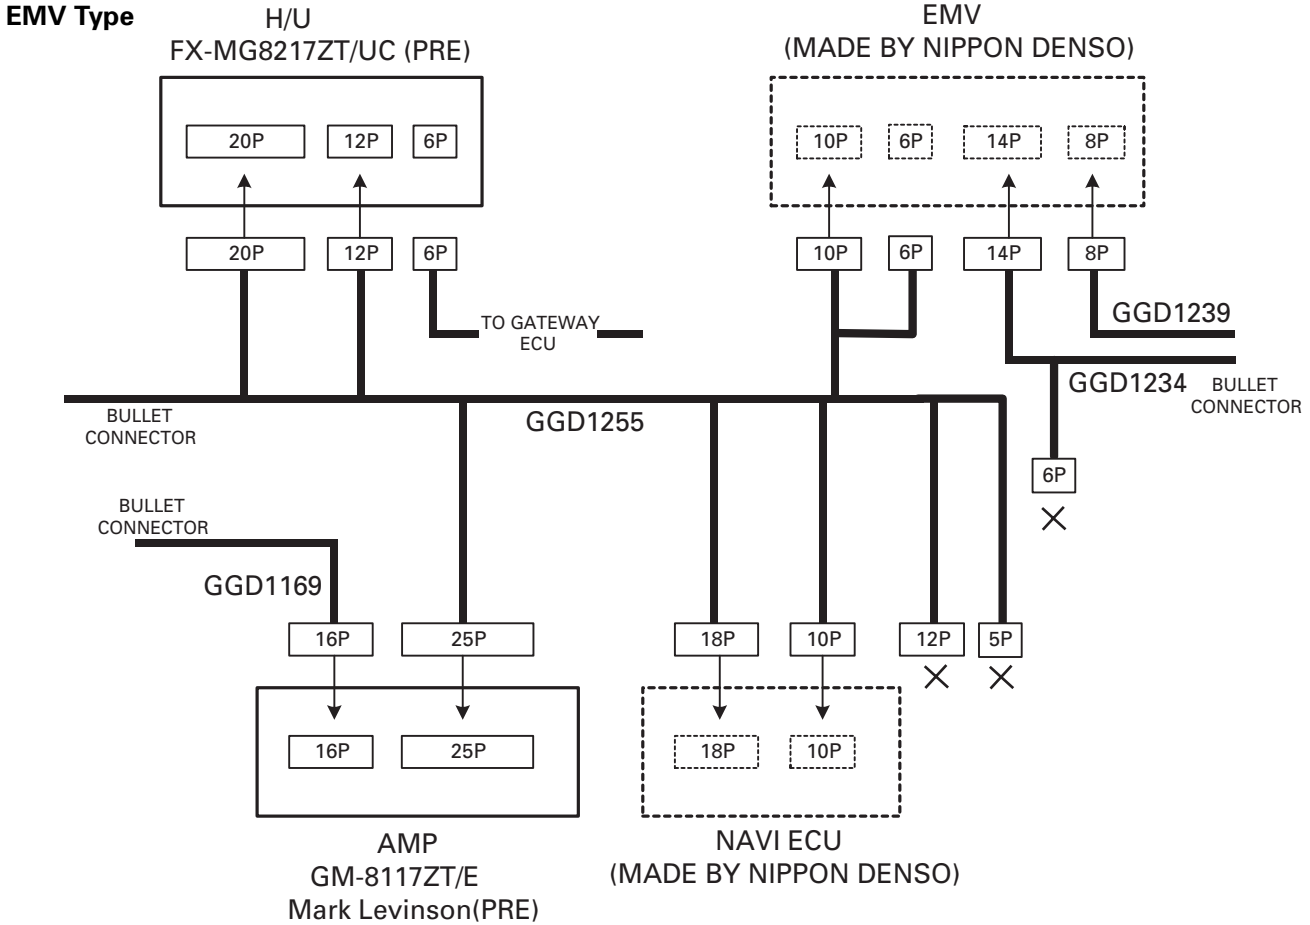 EMV Type
H/U
FX-MG8217ZT/UC (PRE)
EMV
(MADE BY NIPPON DENSO)
20P
12P
6P
10P
6P
14P
8P
20P
12P
6P
10P
6P
14P
8P
TO GATEWAY
ECU
GGD1239
GGD1234
BULLET
CONNECTOR
BULLET
CONNECTOR
GGD1255
6P
BULLET
CONNECTOR
GGD1169
16P
25P
18P
10P
12P
5P
16P
25P
18P
10P
AMP
GM-8117ZT/E
Mark Levinson(PRE)
NAVI ECU
(MADE BY NIPPON DENSO)